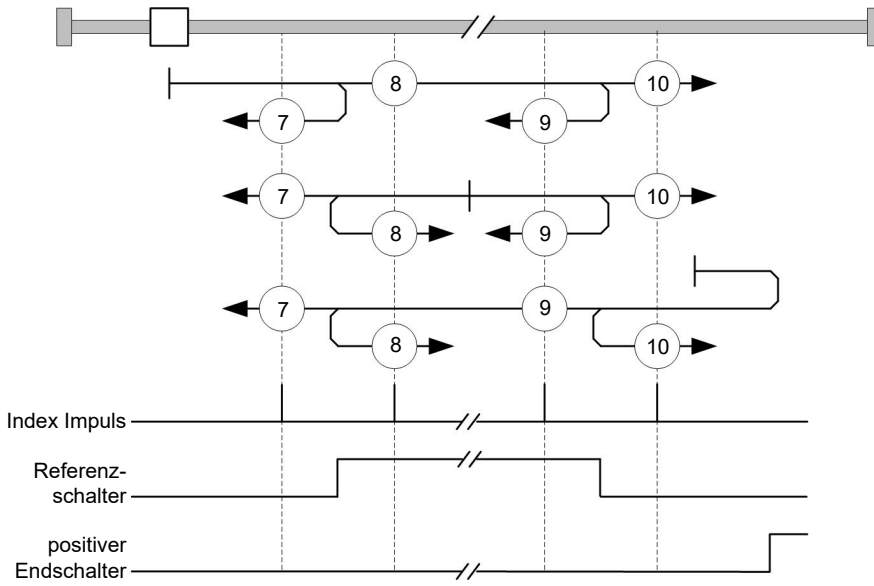 8
10
7
9
7
10
8
9
7
9
8
10
Index Impuls
Referenz-
schalter
positiver
Endschalter